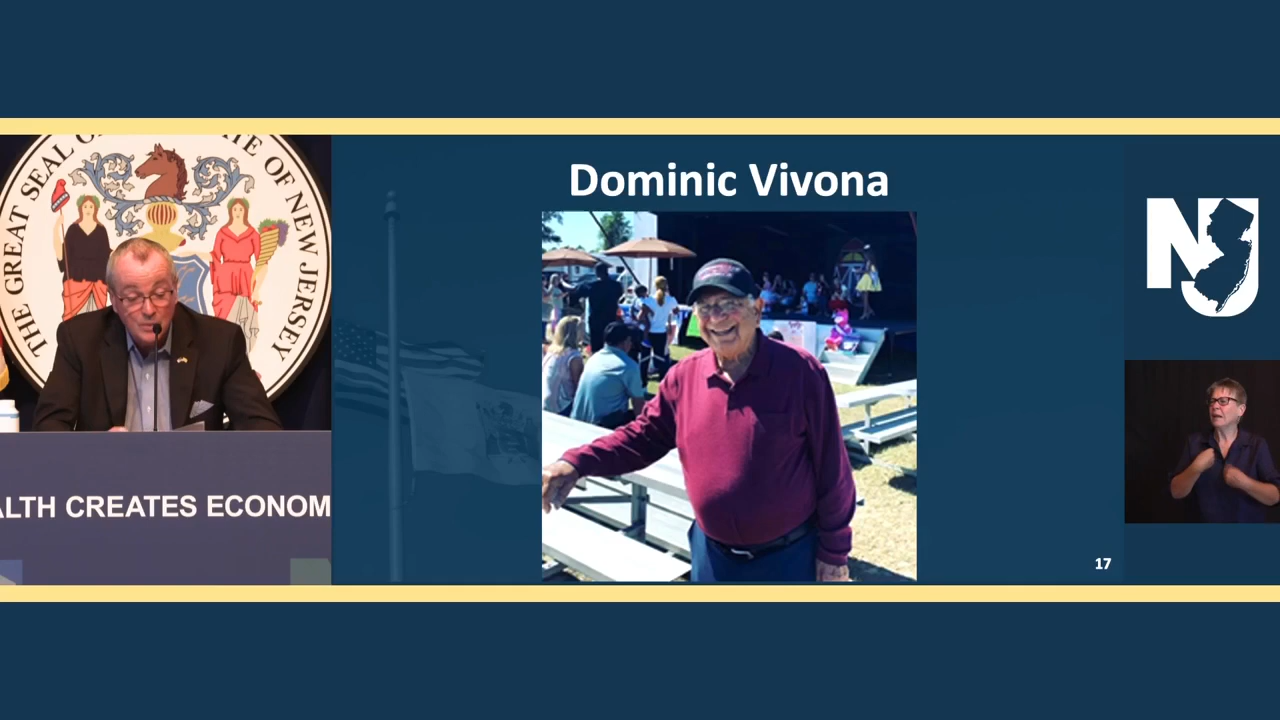 THE GREAT SEAL O
TE OF NEW JERSEY
ALTH CREATES ECONOM
Dominic Vivona
17
NJ